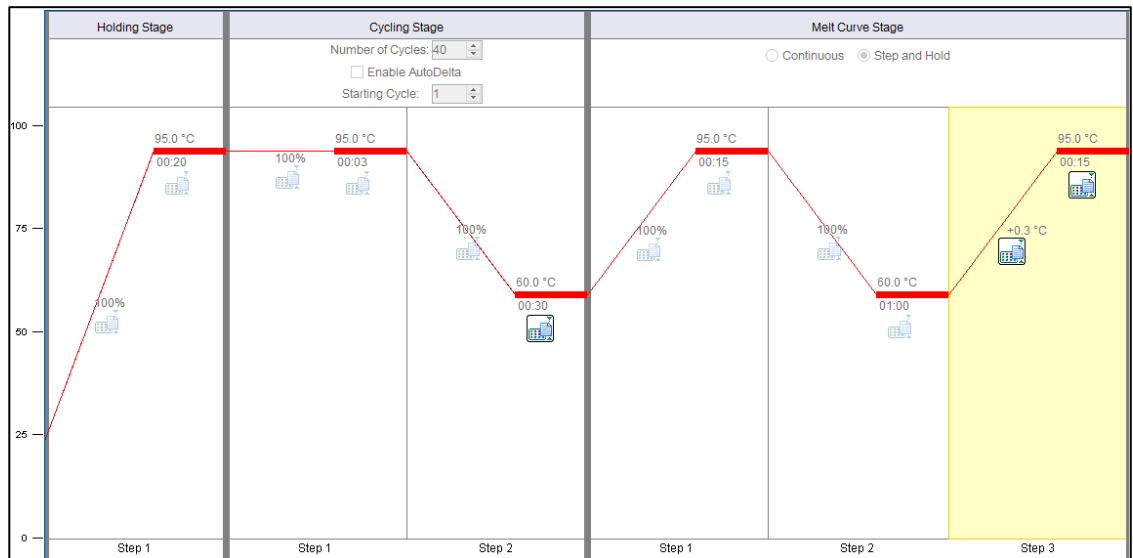 Holding Stage
Cycling Stage
Melt Curve Stage
Number of Cycles: 40
Enable AutoDelta
Starting Cycle: 1
Continuous
Step and Hold
100
75
50
25
0
95.0 °C
00:20
100%
95.0 °C
100%
00:03
100%
60.0 °C
00:30
95.0 °C
00:15
100%
100%
60.0 °C
01:00
95.0 °C
00:15
+0.3 °C
Step 1
Step 1
Step 2
Step 1
Step 2
Step 3